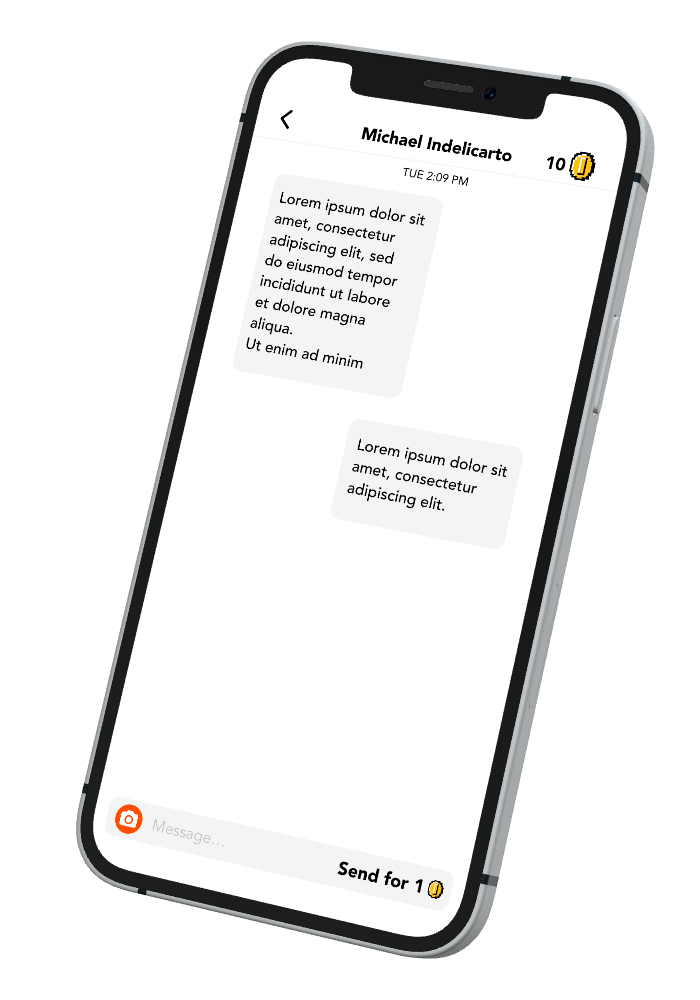 Michael Indelicarto
10
TUE 2:09 PM
Lorem ipsum dolor sit
amet, consectetur
adipiscing elit, sed
do eiusmod tempor
incididunt ut labore
et dolore magna
aliqua.
Ut enim ad minim
Lorem ipsum dolor sit
amet, consectetur
adipiscing elit.
Message...
Send for 1